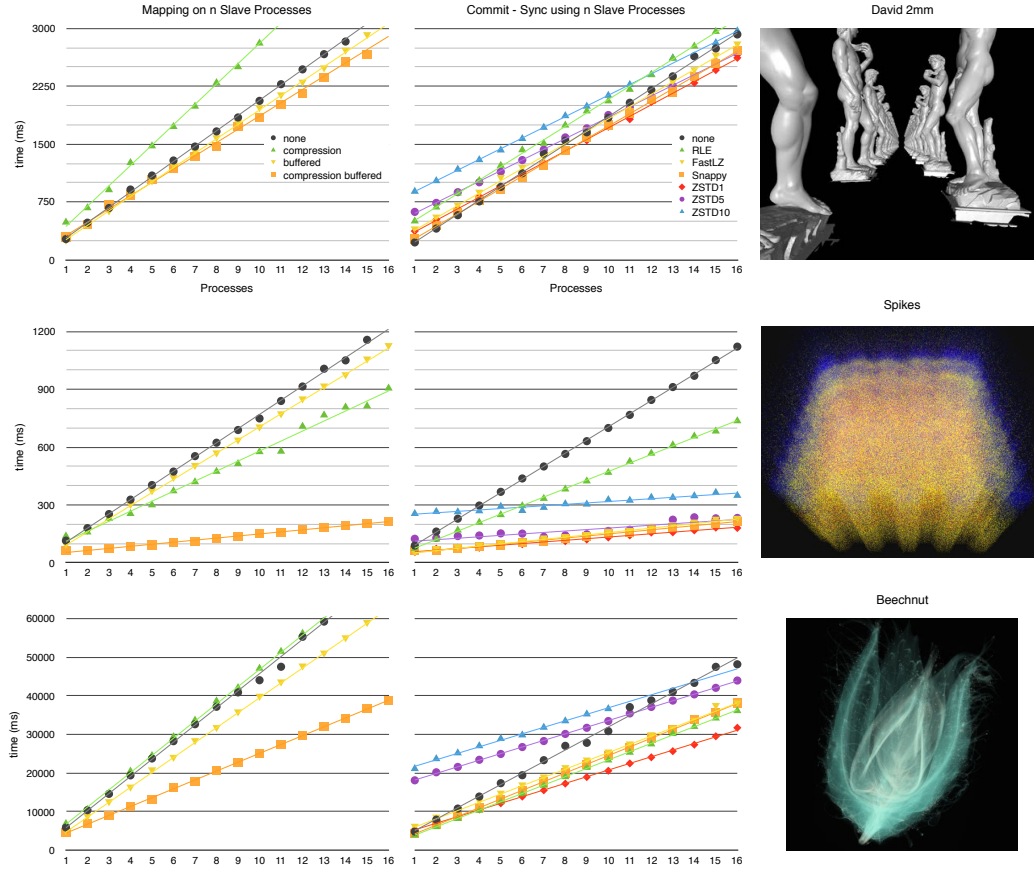 Mapping on n Slave Processes
Commit - Sync using n Slave Processes
David 2mm
3000
2250
1500
750
0
time (ms)
none
compression
buffered
compression buffered
none
RLE
FastLZ
Snappy
ZSTD1
ZSTD5
ZSTD10
1 2 3 4 5 6 7 8 9 10 11 12 13 14 15 16
1 2 3 4 5 6 7 8 9 10 11 12 13 14 15 16
Processes
Processes
Spikes
1200
900
600
300
0
time (ms)
1 2 3 4 5 6 7 8 9 10 11 12 13 14 15 16
1 2 3 4 5 6 7 8 9 10 11 12 13 14 15 16
Beechnut
60000
50000
40000
30000
20000
10000
0
time (ms)
1 2 3 4 5 6 7 8 9 10 11 12 13 14 15 16
1 2 3 4 5 6 7 8 9 10 11 12 13 14 15 16